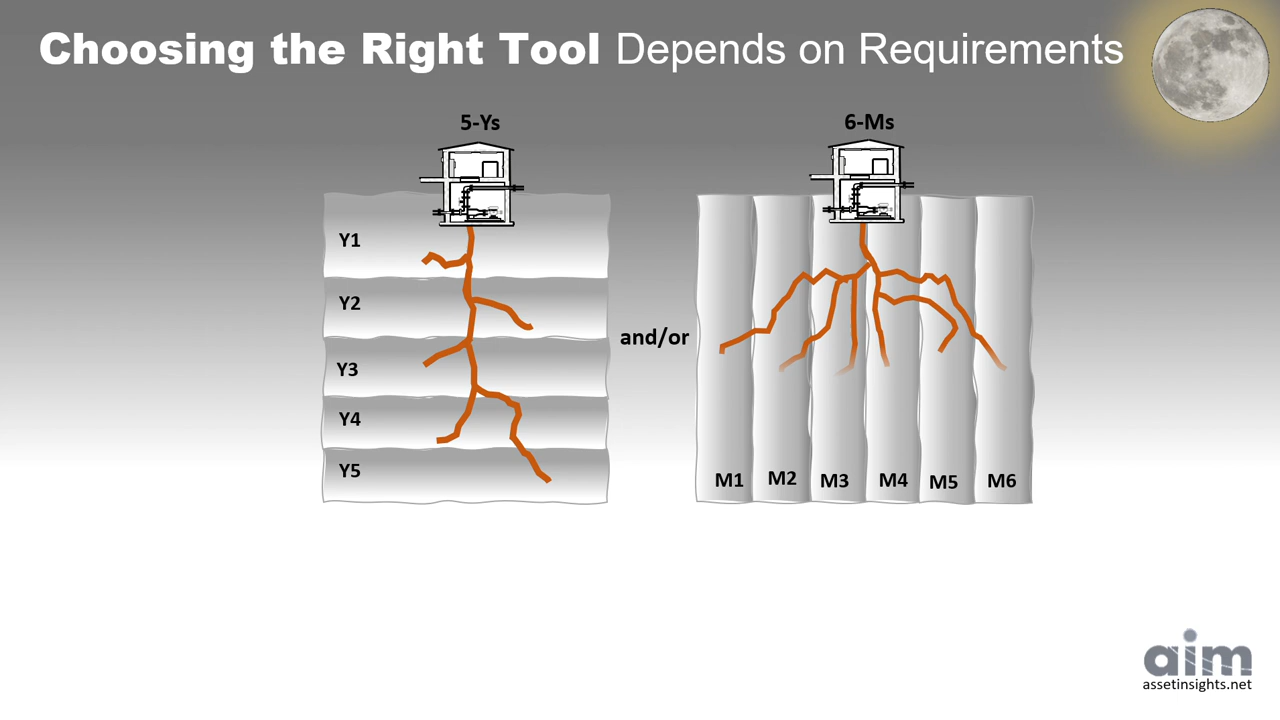 Choosing the Right Tool Depends on Requirements
5-Ys
6-Ms
Y1
Y2
Y3
Y4
Y5
and/or
M1 M2 M3 M4 M5 M6
aim
assetinsights.net